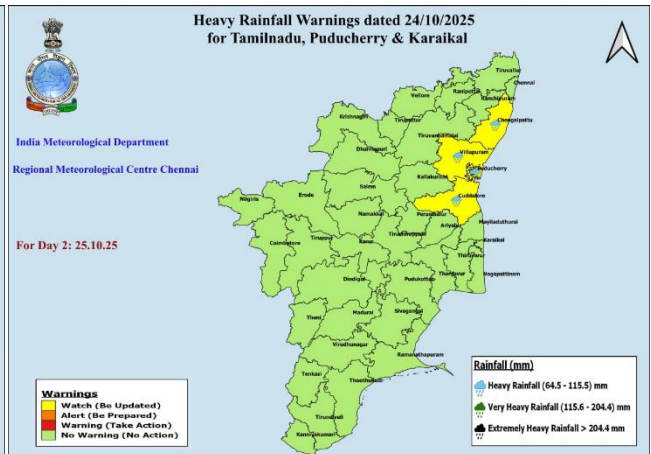 Heavy Rainfall Warnings dated 24/10/2025
for Tamilnadu, Puducherry & Karaikal
India Meteorological Department
Regional Meteorological Centre Chennai
For Day 2: 25.10.25
Tiruvallur
Chennai
Ranipet
Kanchipuram
Vellore
Chengalpattu
Krishnagiri
Tirupattur
Tiruvannamalai
Dharmapuri
Villupuram
Puducherry
Kallakurichi
Salem
Cuddalore
Nilgiris
Erode
Namakkal
Perambalur
Mayiladuthurai
Ariyalur
Tiruppur
Karur
Tiruchirappalli
Karaikal
Coimbatore
Thiruvarur
Thanjavur
Nagapattinam
Dindigul
Pudukottai
Theni
Madurai
Sivagangai
Virudhunagar
Ramanathapuram
Tenkasi
Thoothukudi
Tirunelveli
Kanniyakumari
Warnings
Watch (Be Updated)
Alert (Be Prepared)
Warning (Take Action)
No Warning (No Action)
Rainfall (mm)
Heavy Rainfall (64.5 - 115.5) mm
Very Heavy Rainfall (115.6 - 204.4) mm
Extremely Heavy Rainfall > 204.4 mm